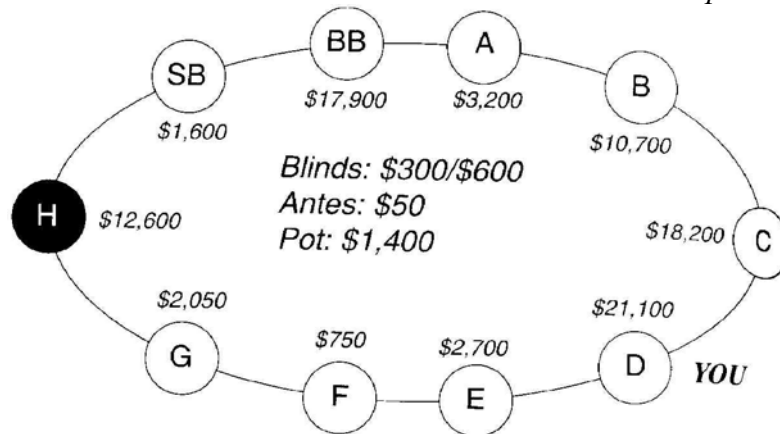 BB
A
SB
B
$17,900
$3,200
$1,600
$10,700
Blinds: $300/$600
Antes: $50
Pot: $1,400
H
$12,600
$18,200
C
$2,050
$21,100
$750
$2,700
G
F
E
D
YOU